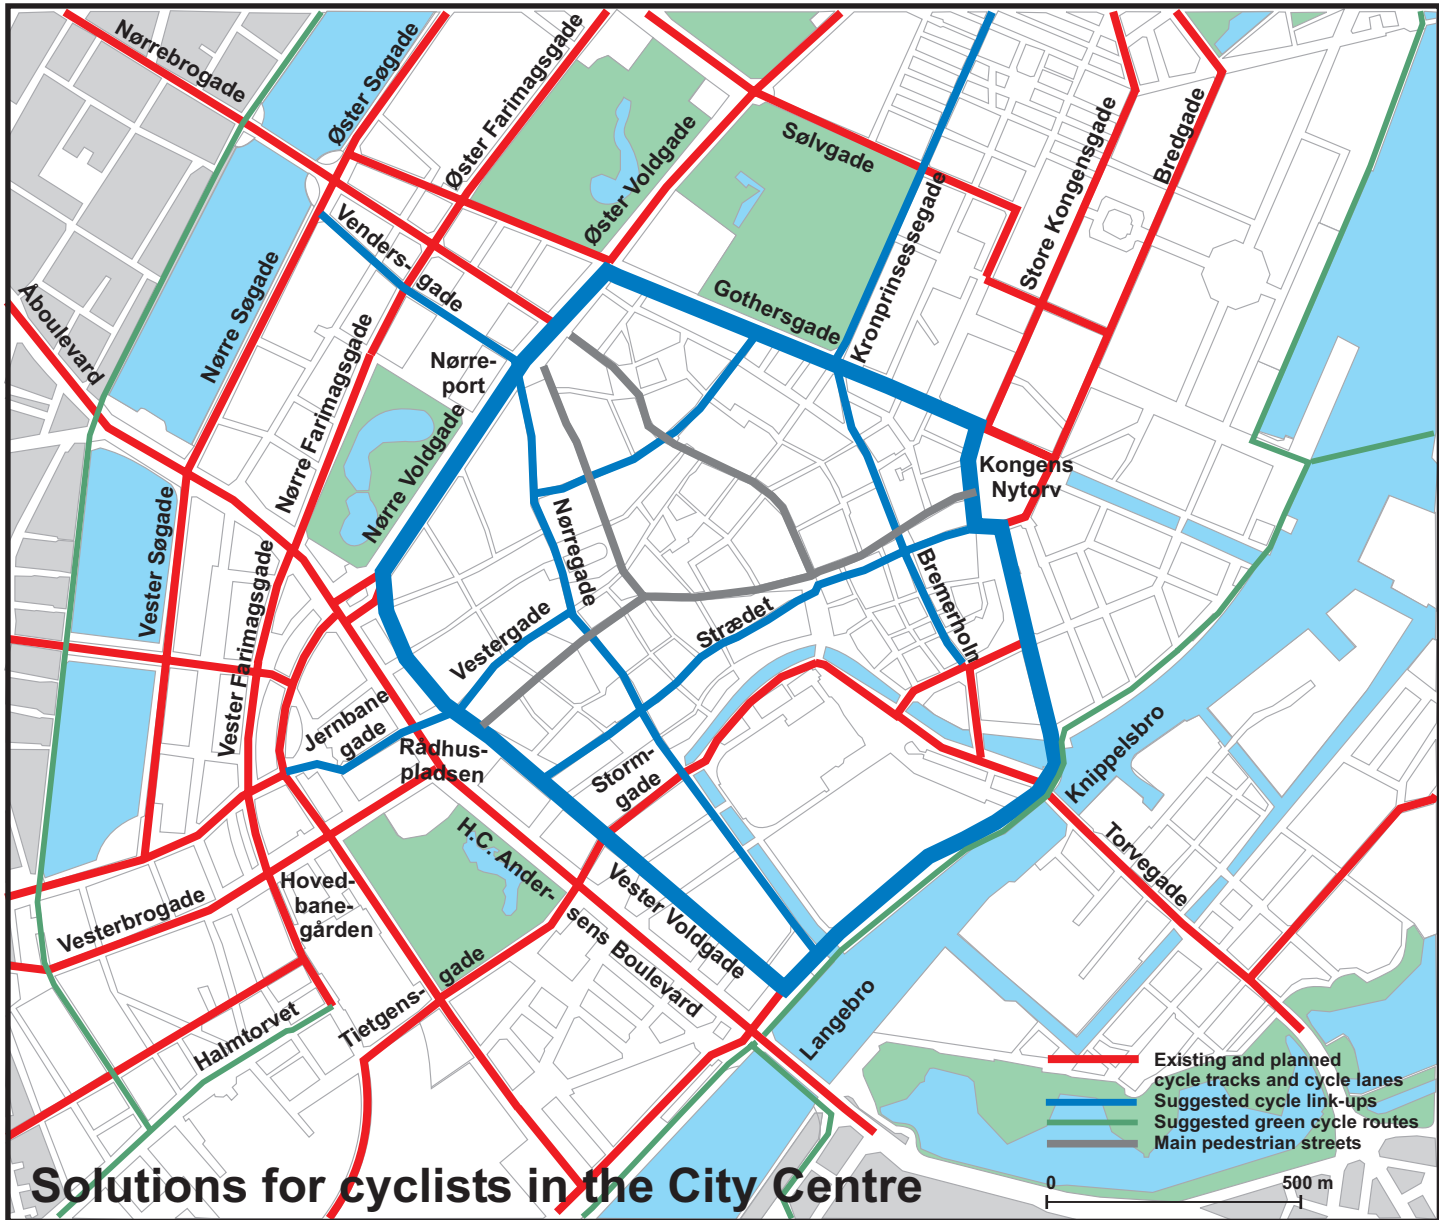 Nørrebrogade
Øster Søgade
Øster Farimagsgade
Øster Voldgade
Sølvgade
Store Kongensgade
Bredgade
Kronprinsessegade
Venders-
gade
Gothersgade
Åboulevard
Nørre Søgade
Nørre Farimagsgade
Nørre-
port
Nørre Voldgade
Kongens
Nytorv
Vester Søgade
Nørregade
Bremerholm
Vester Farimagsgade
Vestergade
Strædet
Jernbane
gade
Rådhus-
pladsen
Storm-
gade
Knippelsbro
H.C. Ander-
sens Boulevard
Torvegade
Hoved-
bane-
gården
Vesterbrogade
Vester Voldgade
Tietgens-
gade
Halmtorvet
Langebro
Existing and planned
cycle tracks and cycle lanes
Suggested cycle link-ups
Suggested green cycle routes
Main pedestrian streets
0 500 m
Solutions for cyclists in the City Centre